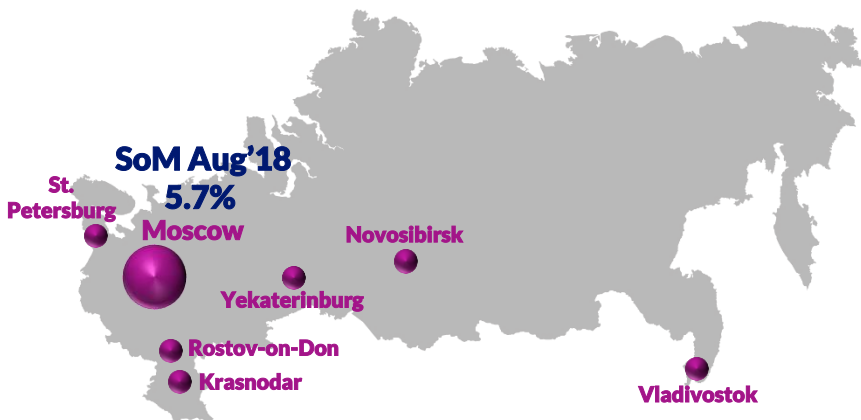 SoM Aug’18
5.7%
St.
Petersburg
Moscow
Novosibirsk
Yekaterinburg
Rostov-on-Don
Krasnodar
Vladivostok